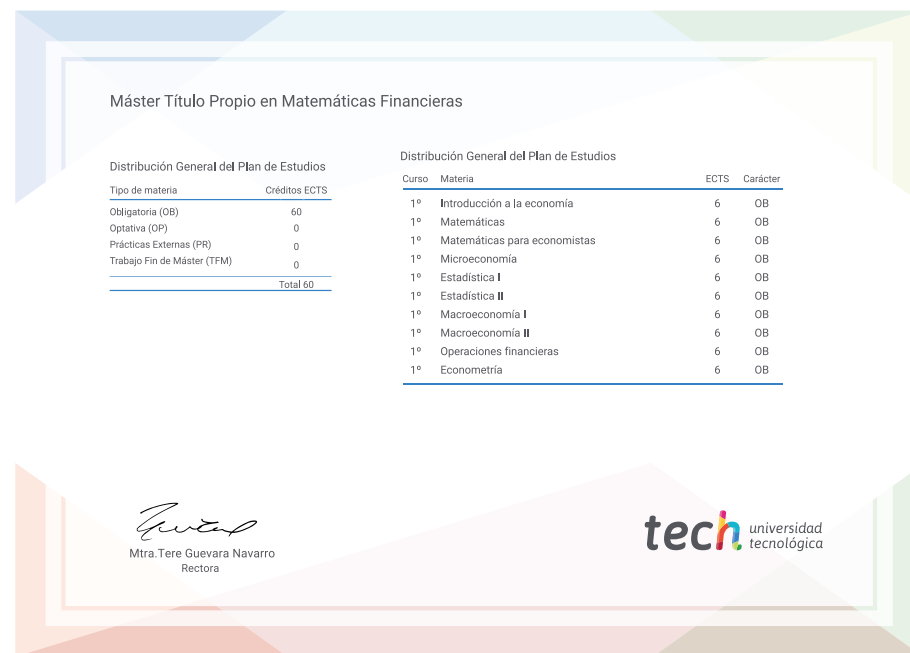 Máster Título Propio en Matemáticas Financieras
Distribución General del Plan de Estudios
Tipo de materia Créditos ECTS
Obligatoria (OB) 60
Optativa (OP) 0
Prácticas Externas (PR) 0
Trabajo Fin de Máster (TFM) 0
Total 60
Distribución General del Plan de Estudios
Curso Materia ECTS Carácter
1º Introducción a la economía 6 OB
1º Matemáticas 6 OB
1º Matemáticas para economistas 6 OB
1º Microeconomía 6 OB
1º Estadística I 6 OB
1º Estadística II 6 OB
1º Macroeconomía I 6 OB
1º Macroeconomía II 6 OB
1º Operaciones financieras 6 OB
1º Econometría 6 OB
Mtra.Tere Guevara Navarro
Rectora
tech universidad
tecnológica